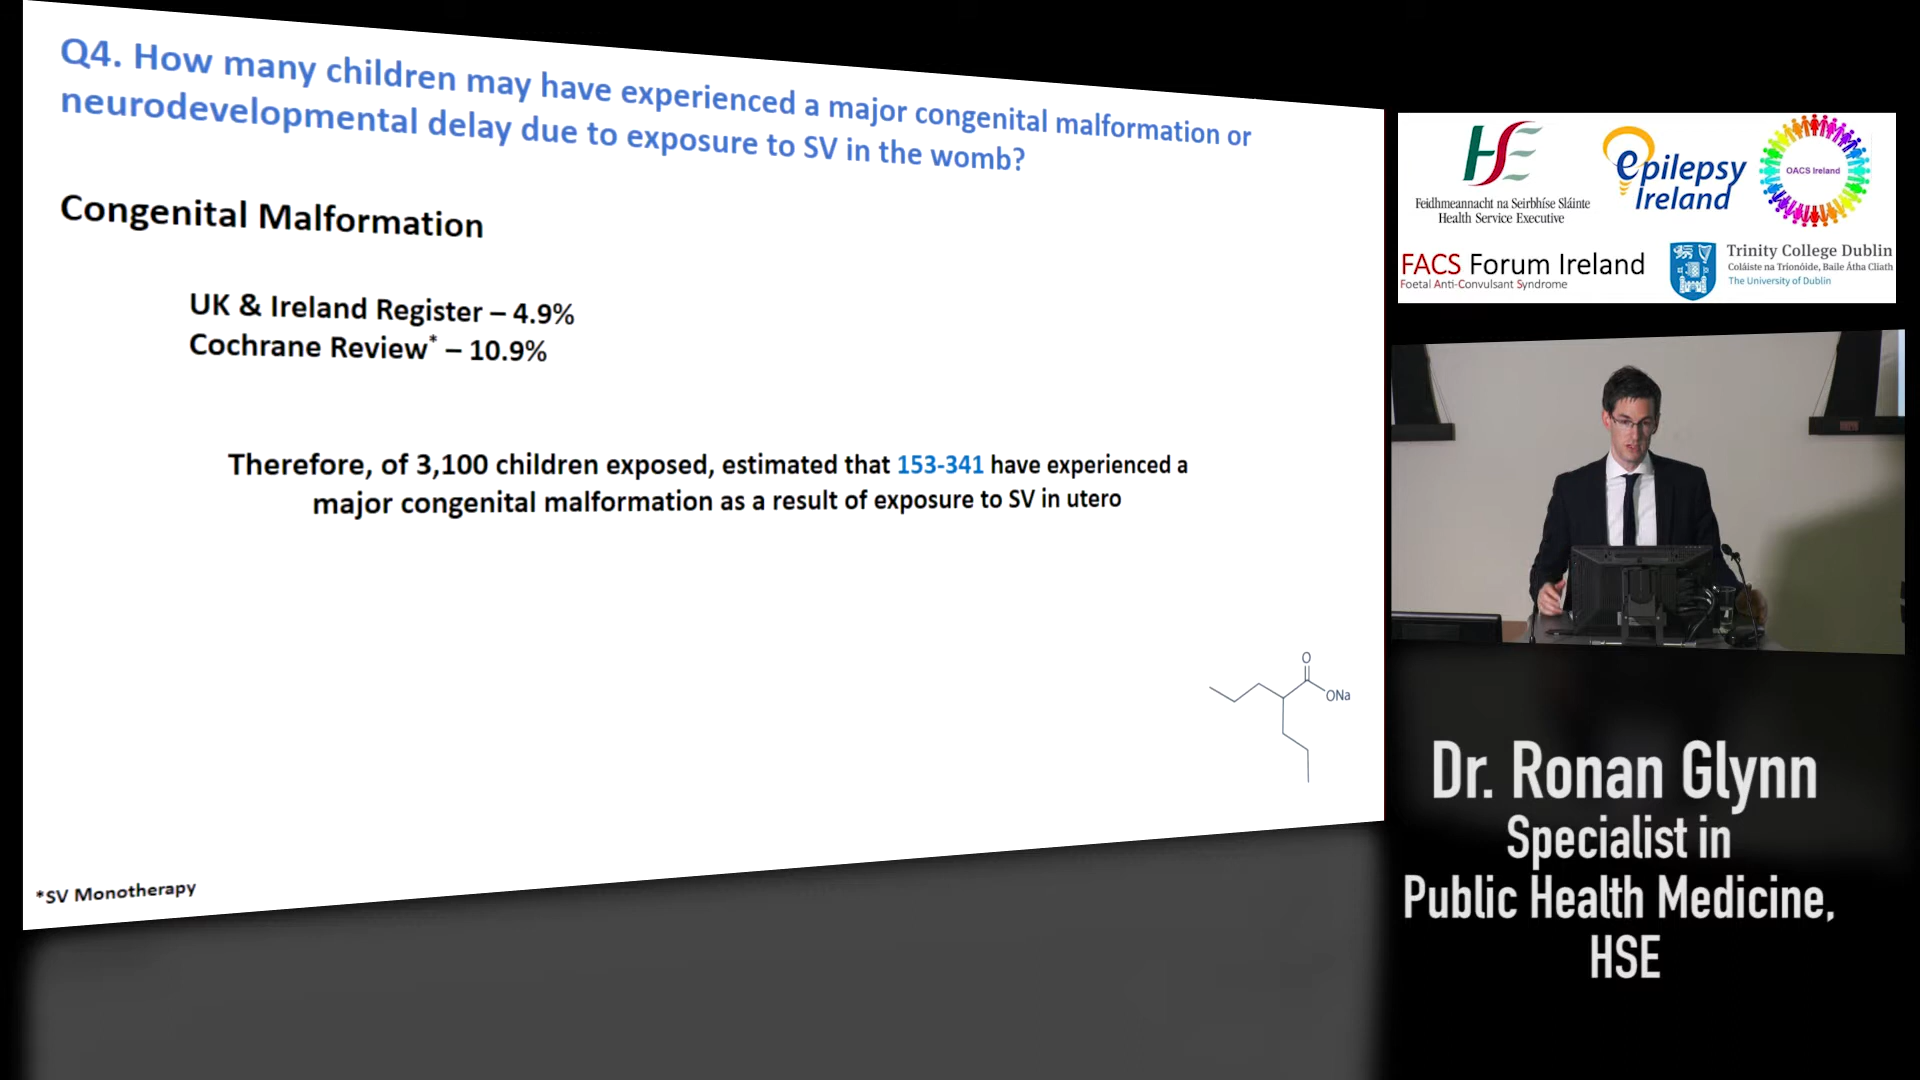 Q4. How many children may have experienced a major congenital malformation or
neurodevelopmental delay due to exposure to SV in the womb?
Congenital Malformation
UK & Ireland Register – 4.9%
Cochrane Review* – 10.9%
Therefore, of 3,100 children exposed, estimated that 153-341 have experienced a
major congenital malformation as a result of exposure to SV in utero
O
ONa
*SV Monotherapy
HSE
Feidhmeannacht na Seirbhíse Sláinte
Health Service Executive
epilepsy
Ireland
OACS Ireland
FACS Forum Ireland
Foetal Anti-Convulsant Syndrome
Trinity College Dublin
Coláiste na Tríonóide, Baile Átha Cliath
The University of Dublin
Dr. Ronan Glynn
Specialist in
Public Health Medicine,
HSE